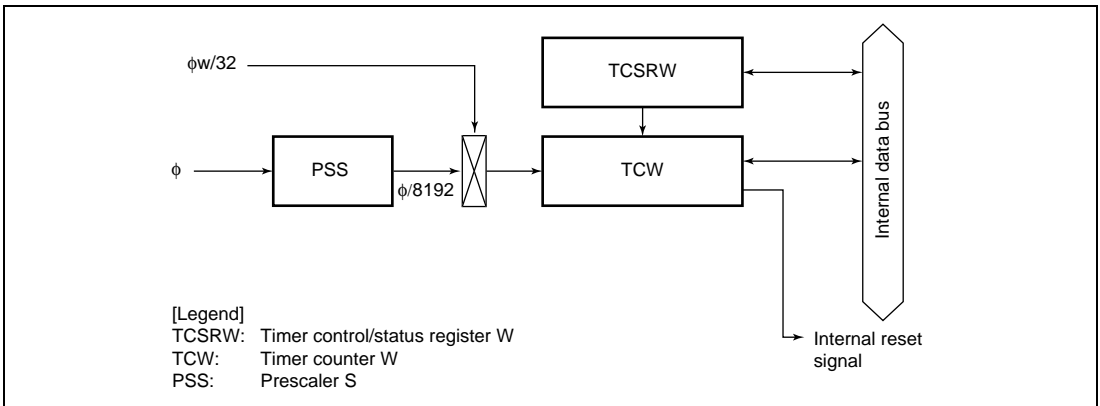 φw/32
TCSRW
φ
PSS
φ/8192
TCW
Internal data bus
Internal reset
signal
[Legend]
TCSRW: Timer control/status register W
TCW: Timer counter W
PSS: Prescaler S